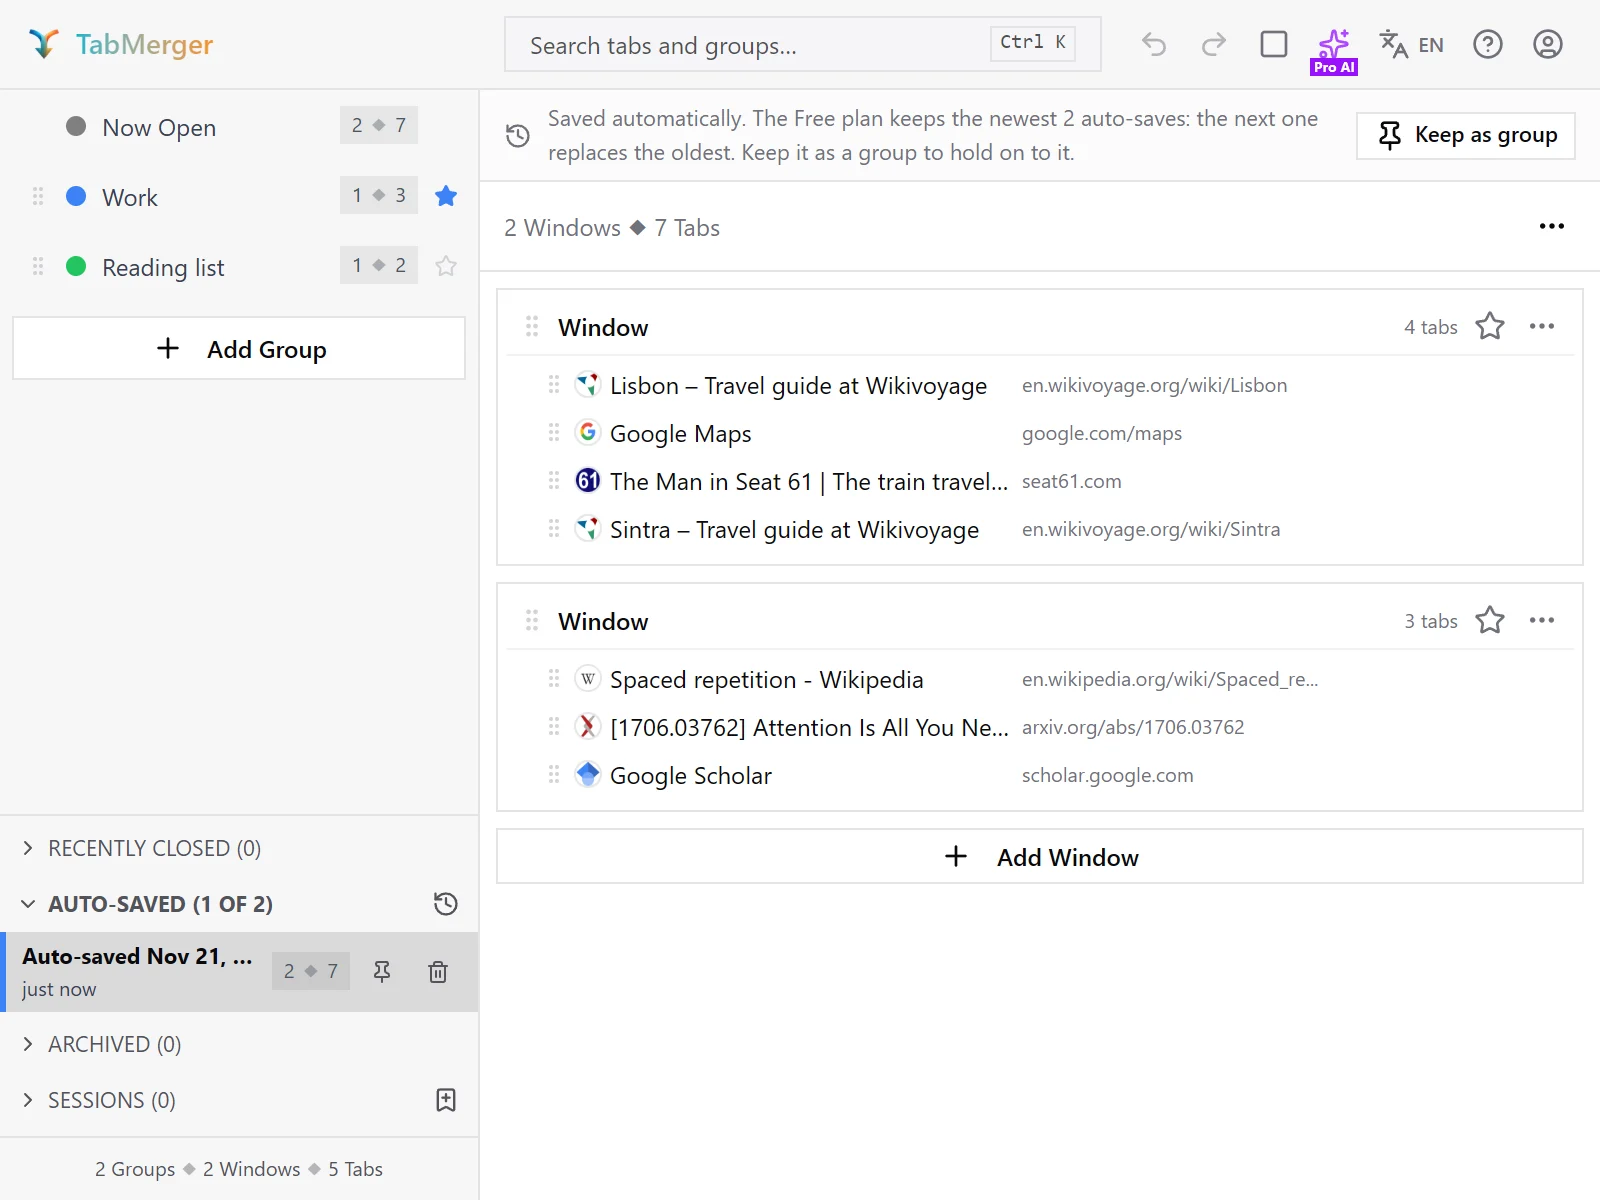 TabMerger
Search tabs and groups...
Ctrl K
Pro AI
EN
Now Open
2 ◆ 7
Work
1 ◆ 3
Reading list
1 ◆ 2
Add Group
RECENTLY CLOSED (0)
AUTO-SAVED (1 OF 2)
Auto-saved Nov 21, ...
just now
2 ◆ 7
ARCHIVED (0)
SESSIONS (0)
2 Groups ◆ 2 Windows ◆ 5 Tabs
Saved automatically. The Free plan keeps the newest 2 auto-saves: the next one
replaces the oldest. Keep it as a group to hold on to it.
Keep as group
2 Windows ◆ 7 Tabs
Window
4 tabs
Lisbon – Travel guide at Wikivoyage en.wikivoyage.org/wiki/Lisbon
Google Maps google.com/maps
61 The Man in Seat 61 | The train travel... seat61.com
Sintra – Travel guide at Wikivoyage en.wikivoyage.org/wiki/Sintra
Window
3 tabs
W Spaced repetition - Wikipedia en.wikipedia.org/wiki/Spaced_re...
[1706.03762] Attention Is All You Ne... arxiv.org/abs/1706.03762
Google Scholar scholar.google.com
Add Window